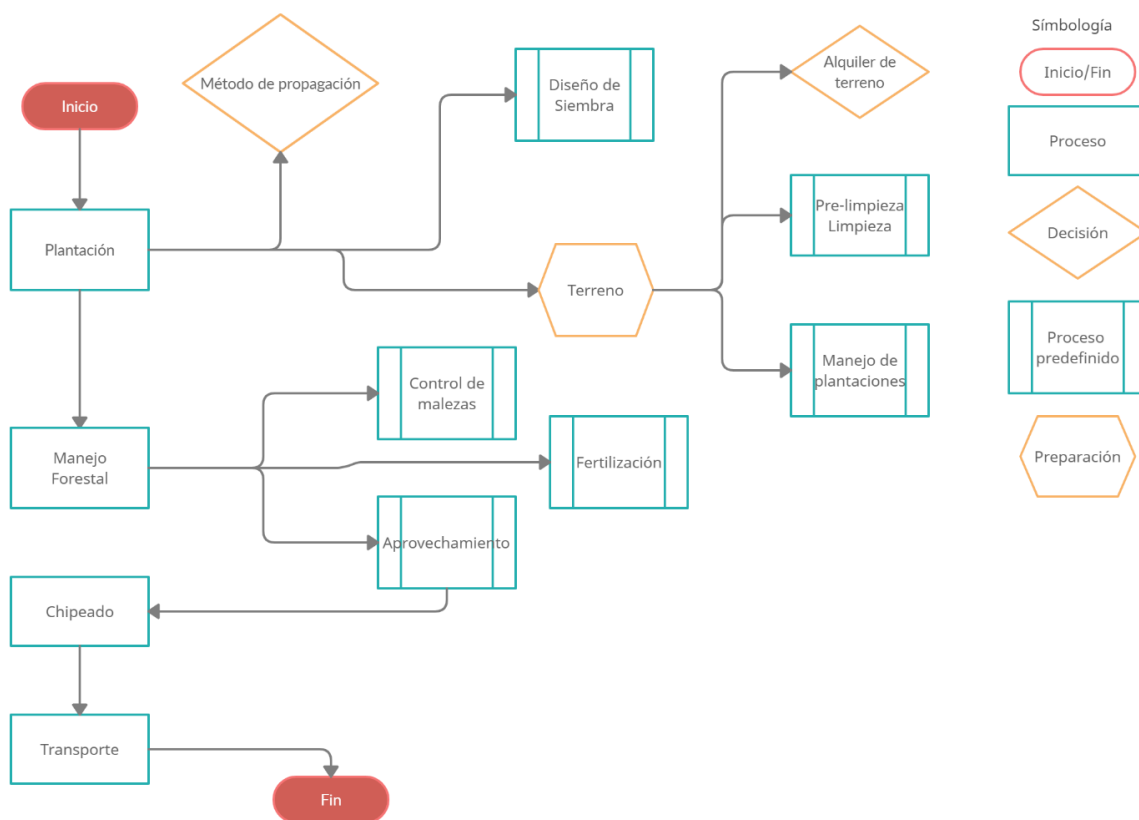 Inicio
Método de propagación
Diseño de
Siembra
Alquiler de
terreno
Plantación
Terreno
Pre-limpieza
Limpieza
Manejo de
plantaciones
Manejo
Forestal
Control de
malezas
Fertilización
Aprovechamiento
Chipeado
Transporte
Fin
Símbología
Inicio/Fin
Proceso
Decisión
Proceso
predefinido
Preparación